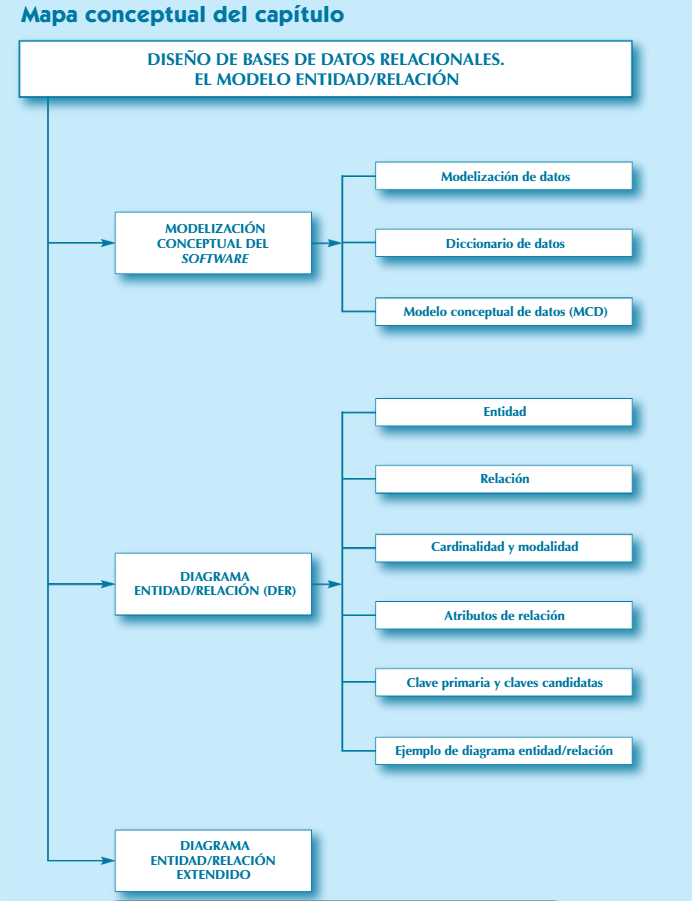 Mapa conceptual del capítulo
DISEÑO DE BASES DE DATOS RELACIONALES.
EL MODELO ENTIDAD/RELACIÓN
MODELIZACIÓN
CONCEPTUAL DEL
SOFTWARE
Modelización de datos
Diccionario de datos
Modelo conceptual de datos (MCD)
DIAGRAMA
ENTIDAD/RELACIÓN (DER)
Entidad
Relación
Cardinalidad y modalidad
Atributos de relación
Clave primaria y claves candidatas
Ejemplo de diagrama entidad/relación
DIAGRAMA
ENTIDAD/RELACIÓN
EXTENDIDO